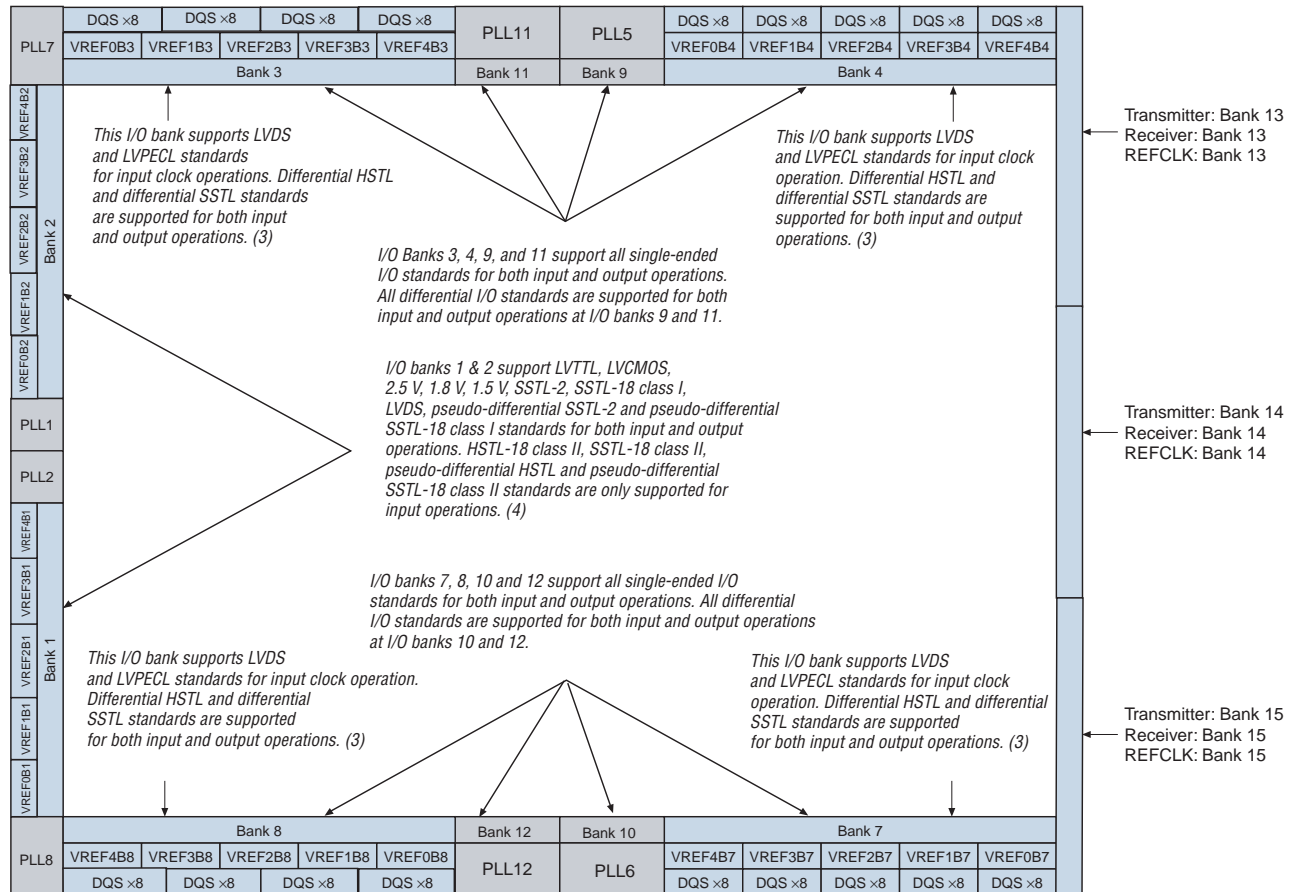 PLL7
DQS ×8 DQS ×8 DQS ×8 DQS ×8
VREF0B3 VREF1B3 VREF2B3 VREF3B3 VREF4B3
Bank 3
PLL11
Bank 11
PLL5
Bank 9
DQS ×8 DQS ×8 DQS ×8 DQS ×8 DQS ×8
VREF0B4 VREF1B4 VREF2B4 VREF3B4 VREF4B4
Bank 4
VREF4B2
VREF3B2
VREF2B2
VREF1B2
VREF0B2
Bank 2
This I/O bank supports LVDS
and LVPECL standards
for input clock operations. Differential HSTL
and differential SSTL standards
are supported for both input
and output operations. (3)
This I/O bank supports LVDS
and LVPECL standards for input clock
operation. Differential HSTL and
differential SSTL standards are
supported for both input and output
operations. (3)
Transmitter: Bank 13
Receiver: Bank 13
REFCLK: Bank 13
I/O Banks 3, 4, 9, and 11 support all single-ended
I/O standards for both input and output operations.
All differential I/O standards are supported for both
input and output operations at I/O banks 9 and 11.
I/O banks 1 & 2 support LVTTL, LVCMOS,
2.5 V, 1.8 V, 1.5 V, SSTL-2, SSTL-18 class I,
LVDS, pseudo-differential SSTL-2 and pseudo-differential
SSTL-18 class I standards for both input and output
operations. HSTL-18 class II, SSTL-18 class II,
pseudo-differential HSTL and pseudo-differential
SSTL-18 class II standards are only supported for
input operations. (4)
PLL1
PLL2
Transmitter: Bank 14
Receiver: Bank 14
REFCLK: Bank 14
VREF4B1
VREF3B1
VREF2B1
VREF1B1
VREF0B1
Bank 1
I/O banks 7, 8, 10 and 12 support all single-ended I/O
standards for both input and output operations. All differential
I/O standards are supported for both input and output operations
at I/O banks 10 and 12.
This I/O bank supports LVDS
and LVPECL standards for input clock operation.
Differential HSTL and differential
SSTL standards are supported
for both input and output operations. (3)
This I/O bank supports LVDS
and LVPECL standards for input clock
operation. Differential HSTL and differential
SSTL standards are supported
for both input and output operations. (3)
Transmitter: Bank 15
Receiver: Bank 15
REFCLK: Bank 15
PLL8
Bank 8
VREF4B8 VREF3B8 VREF2B8 VREF1B8 VREF0B8
DQS ×8 DQS ×8 DQS ×8 DQS ×8
Bank 12
PLL12
Bank 10
PLL6
Bank 7
VREF4B7 VREF3B7 VREF2B7 VREF1B7 VREF0B7
DQS ×8 DQS ×8 DQS ×8 DQS ×8 DQS ×8